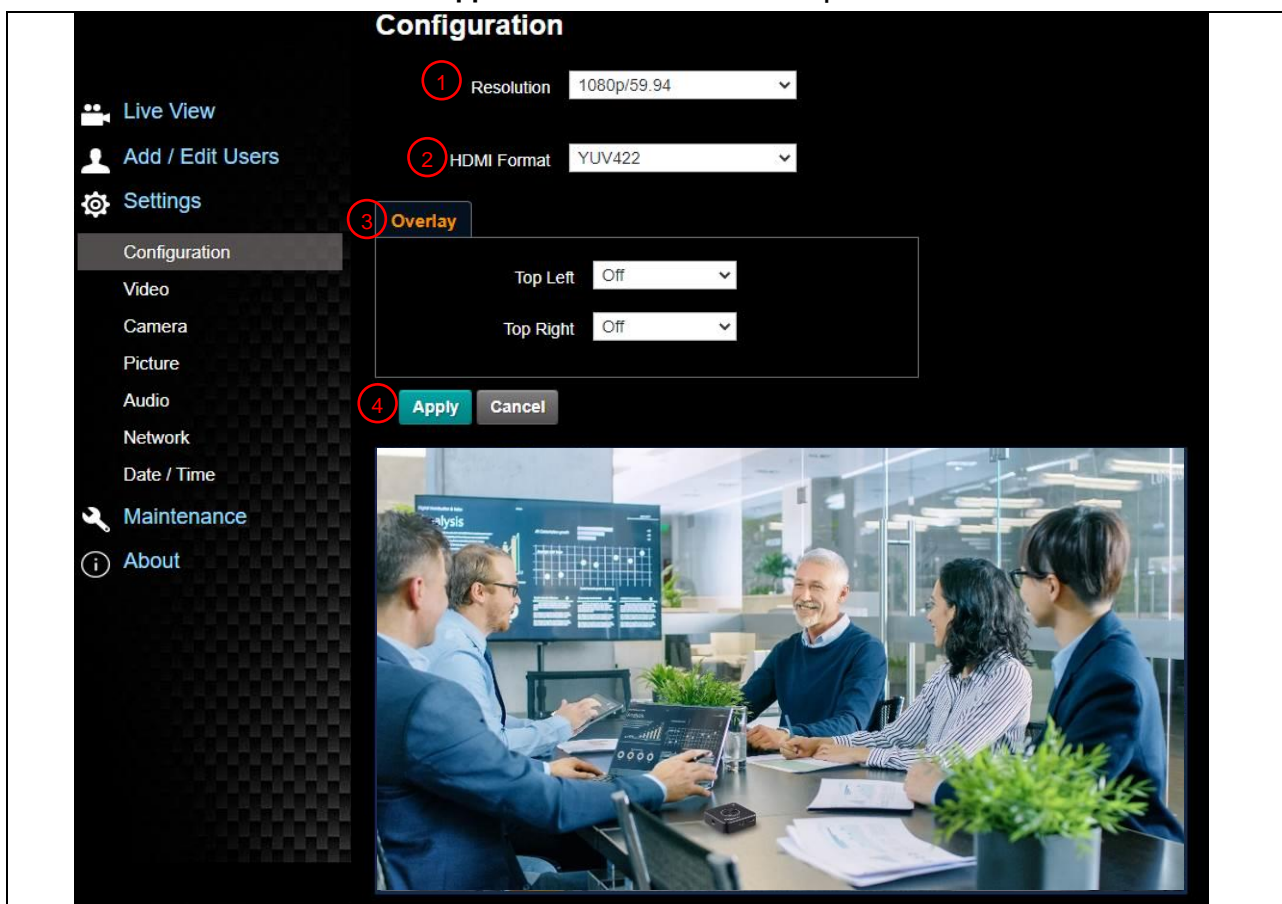 Configuration
1 Resolution 1080p/59.94
2 HDMI Format YUV422
3 Overlay
Top Left Off
Top Right Off
4 Apply Cancel
Live View
Add / Edit Users
Settings
Configuration
Video
Camera
Picture
Audio
Network
Date / Time
Maintenance
About
alysis